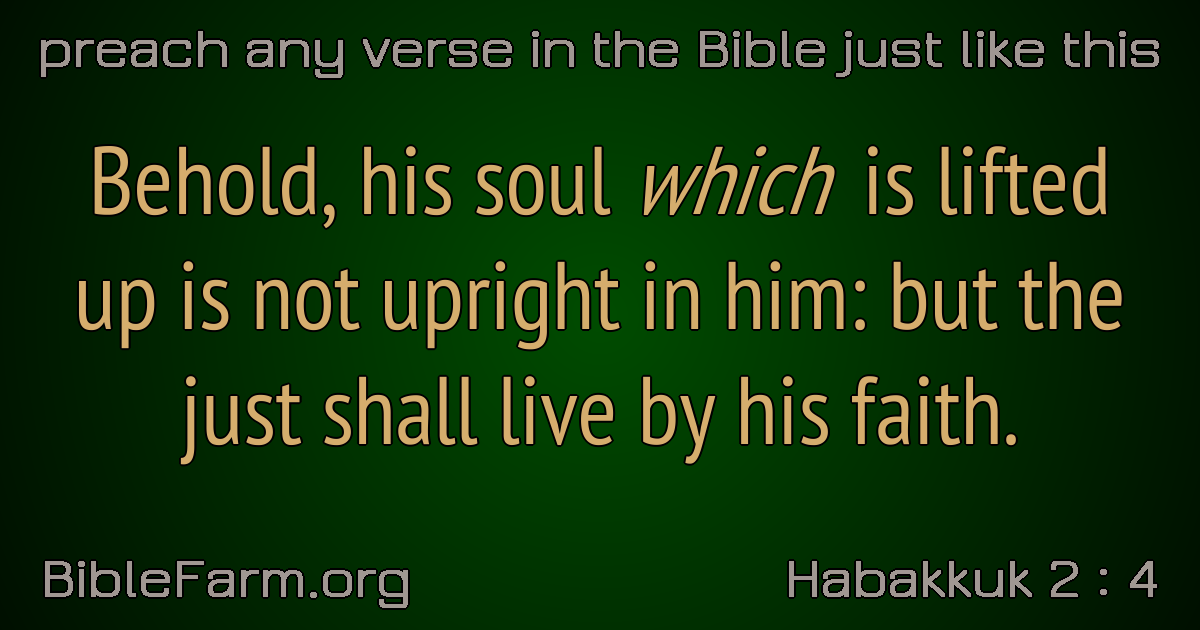 preach any verse in the Bible just like this
Behold, his soul which is lifted
up is not upright in him: but the
just shall live by his faith.
BibleFarm.org
Habakkuk 2 : 4